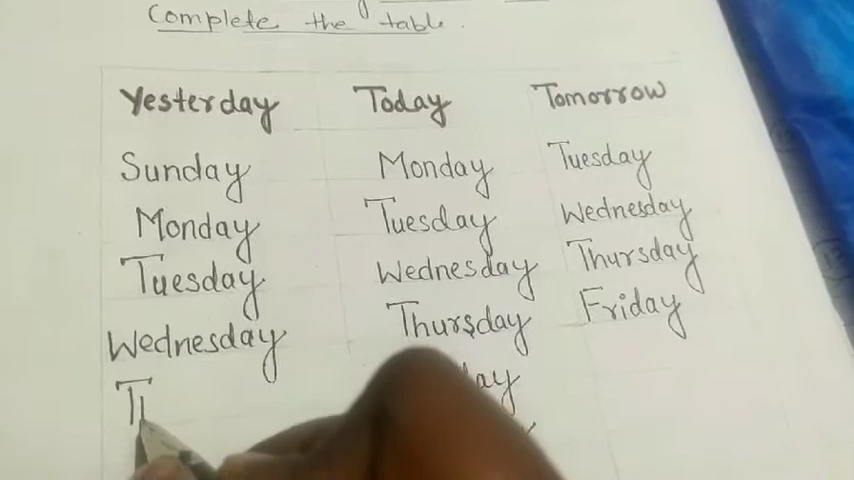 Complete the table.
Yesterday Today Tomorrow
Sunday Monday Tuesday
Monday Tuesday Wednesday
Tuesday Wednesday Thursday
Wednesday Thursday Friday